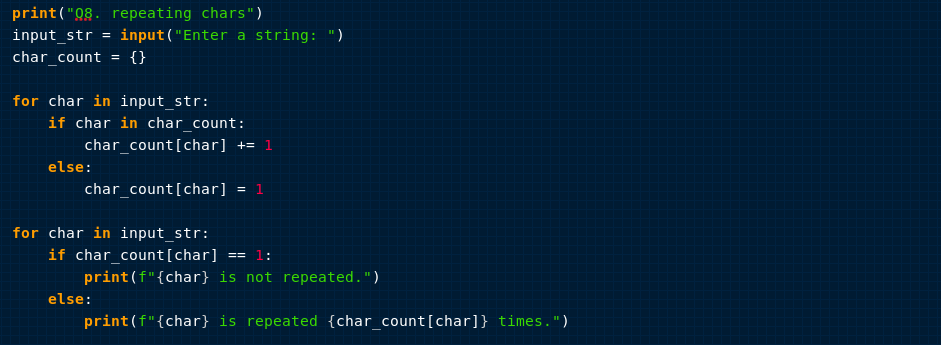 print("Q8. repeating chars")
input_str = input("Enter a string: ")
char_count = {}

for char in input_str:
    if char in char_count:
        char_count[char] += 1
    else:
        char_count[char] = 1

for char in input_str:
    if char_count[char] == 1:
        print(f"{char} is not repeated.")
    else:
        print(f"{char} is repeated {char_count[char]} times.")